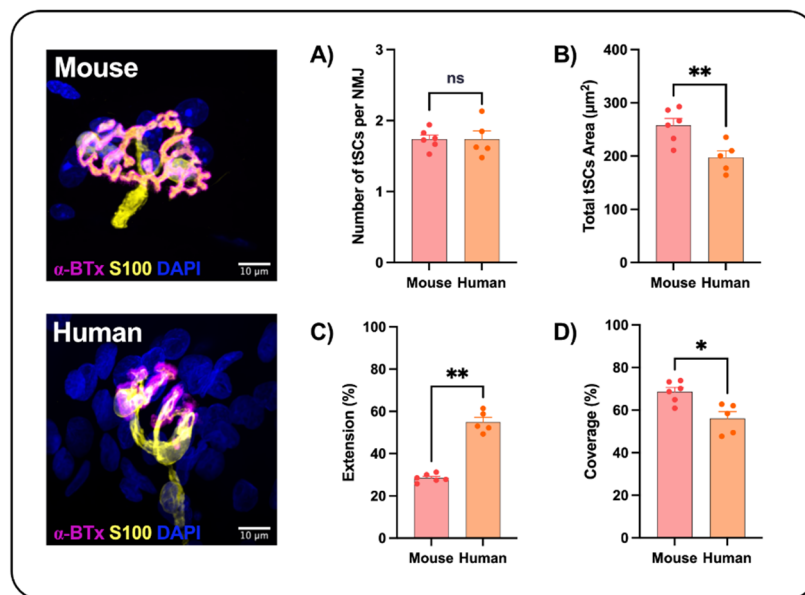 Mouse
α-BTx S100 DAPI
10 µm
Human
α-BTx S100 DAPI
10 µm
A)
Number of tSCs per NMJ
3
2
1
0
ns
Mouse Human
B)
Total tSCs Area (µm²)
400
300
200
100
0
**
Mouse Human
C)
Extension (%)
100
80
60
40
20
0
**
Mouse Human
D)
Coverage (%)
100
80
60
40
20
0
*
Mouse Human